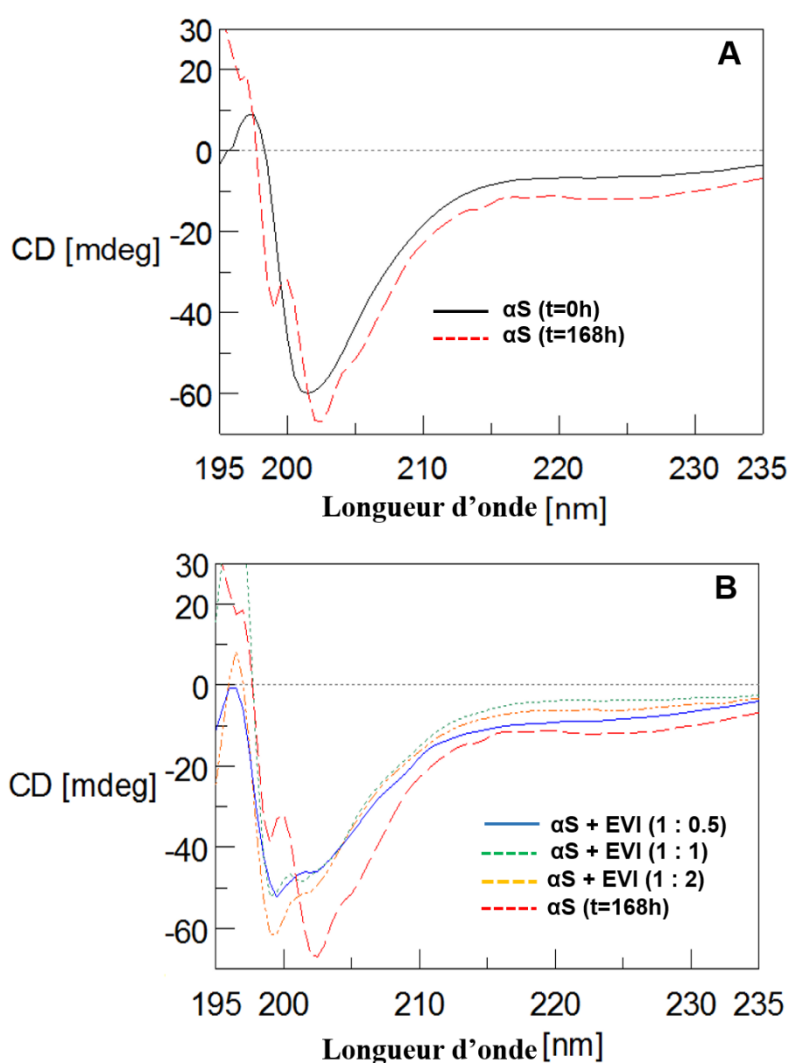 A
30
20
0
-20
-40
-60
CD [mdeg]
αS (t=0h)
αS (t=168h)
195 200 210 220 230 235
Longueur d’onde [nm]
B
30
20
0
-20
-40
-60
CD [mdeg]
αS + EVI (1 : 0.5)
αS + EVI (1 : 1)
αS + EVI (1 : 2)
αS (t=168h)
195 200 210 220 230 235
Longueur d’onde [nm]